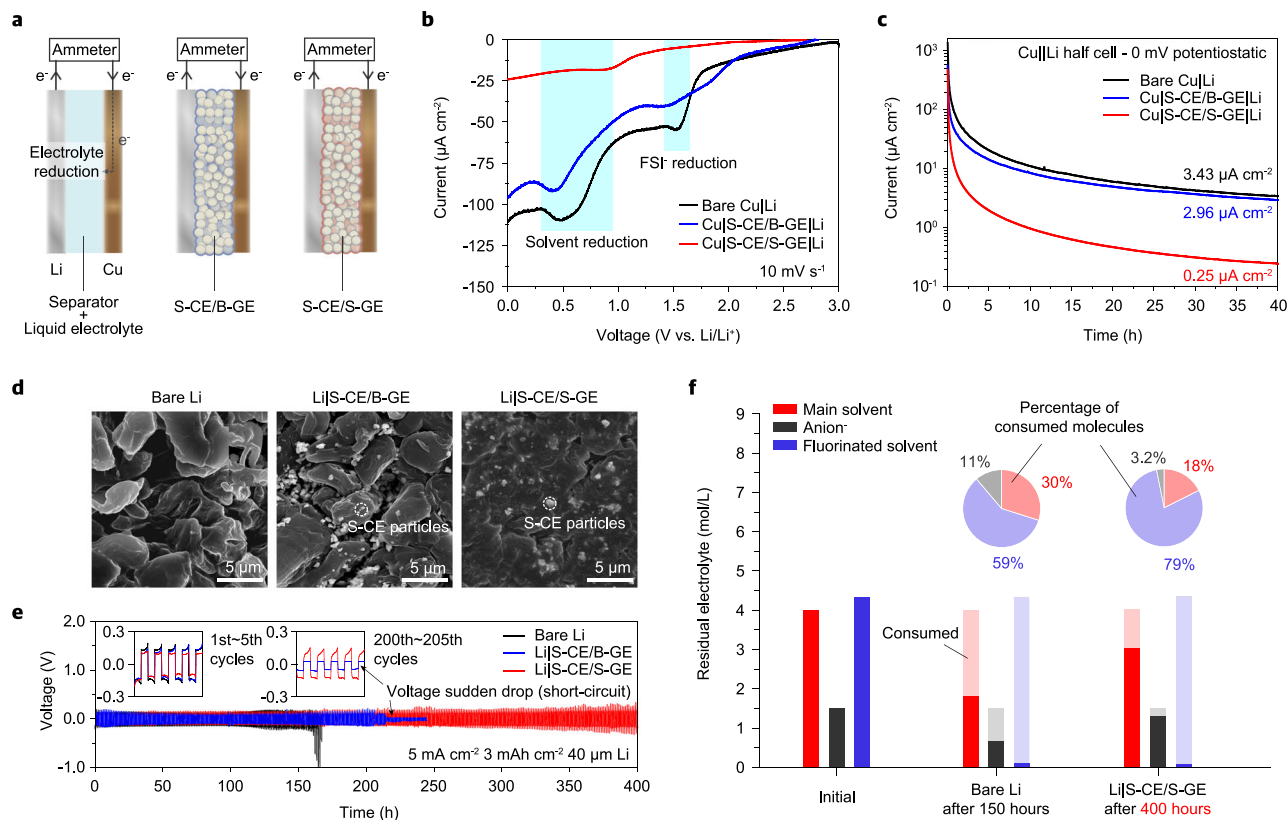 a
Ammeter
e⁻
e⁻
e⁻
Electrolyte
reduction
Li
Cu
Separator
+
Liquid electrolyte
Ammeter
e⁻
e⁻
S-CE/B-GE
Ammeter
e⁻
e⁻
S-CE/S-GE
b
Current (µA cm⁻²)
0
-25
-50
-75
-100
-125
-150
FSI⁻ reduction
Solvent reduction
Bare Cu|Li
Cu|S-CE/B-GE|Li
Cu|S-CE/S-GE|Li
10 mV s⁻¹
0.0
0.5
1.0
1.5
2.0
2.5
3.0
Voltage (V vs. Li/Li⁺)
c
Current (µA cm⁻²)
10³
10²
10¹
10⁰
10⁻¹
Cu||Li half cell - 0 mV potentiostatic
Bare Cu|Li
Cu|S-CE/B-GE|Li
Cu|S-CE/S-GE|Li
3.43 µA cm⁻²
2.96 µA cm⁻²
0.25 µA cm⁻²
0
5
10
15
20
25
30
35
40
Time (h)
d
Bare Li
5 µm
Li|S-CE/B-GE
S-CE particles
5 µm
Li|S-CE/S-GE
S-CE particles
5 µm
e
Voltage (V)
2.0
1.0
0.0
-1.0
0.3
0.0
-0.3
1st~5th
cycles
0.3
0.0
-0.3
200th~205th
cycles
Bare Li
Li|S-CE/B-GE
Li|S-CE/S-GE
Voltage sudden drop (short-circuit)
5 mA cm⁻² 3 mAh cm⁻² 40 µm Li
0
50
100
150
200
250
300
350
400
Time (h)
f
Residual electrolyte (mol/L)
9
8
7
6
5
4
3
2
1
0
Main solvent
Anion⁻
Fluorinated solvent
Percentage of
consumed molecules
11%
30%
59%
3.2%
18%
79%
Consumed
Initial
Bare Li
after 150 hours
Li|S-CE/S-GE
after 400 hours